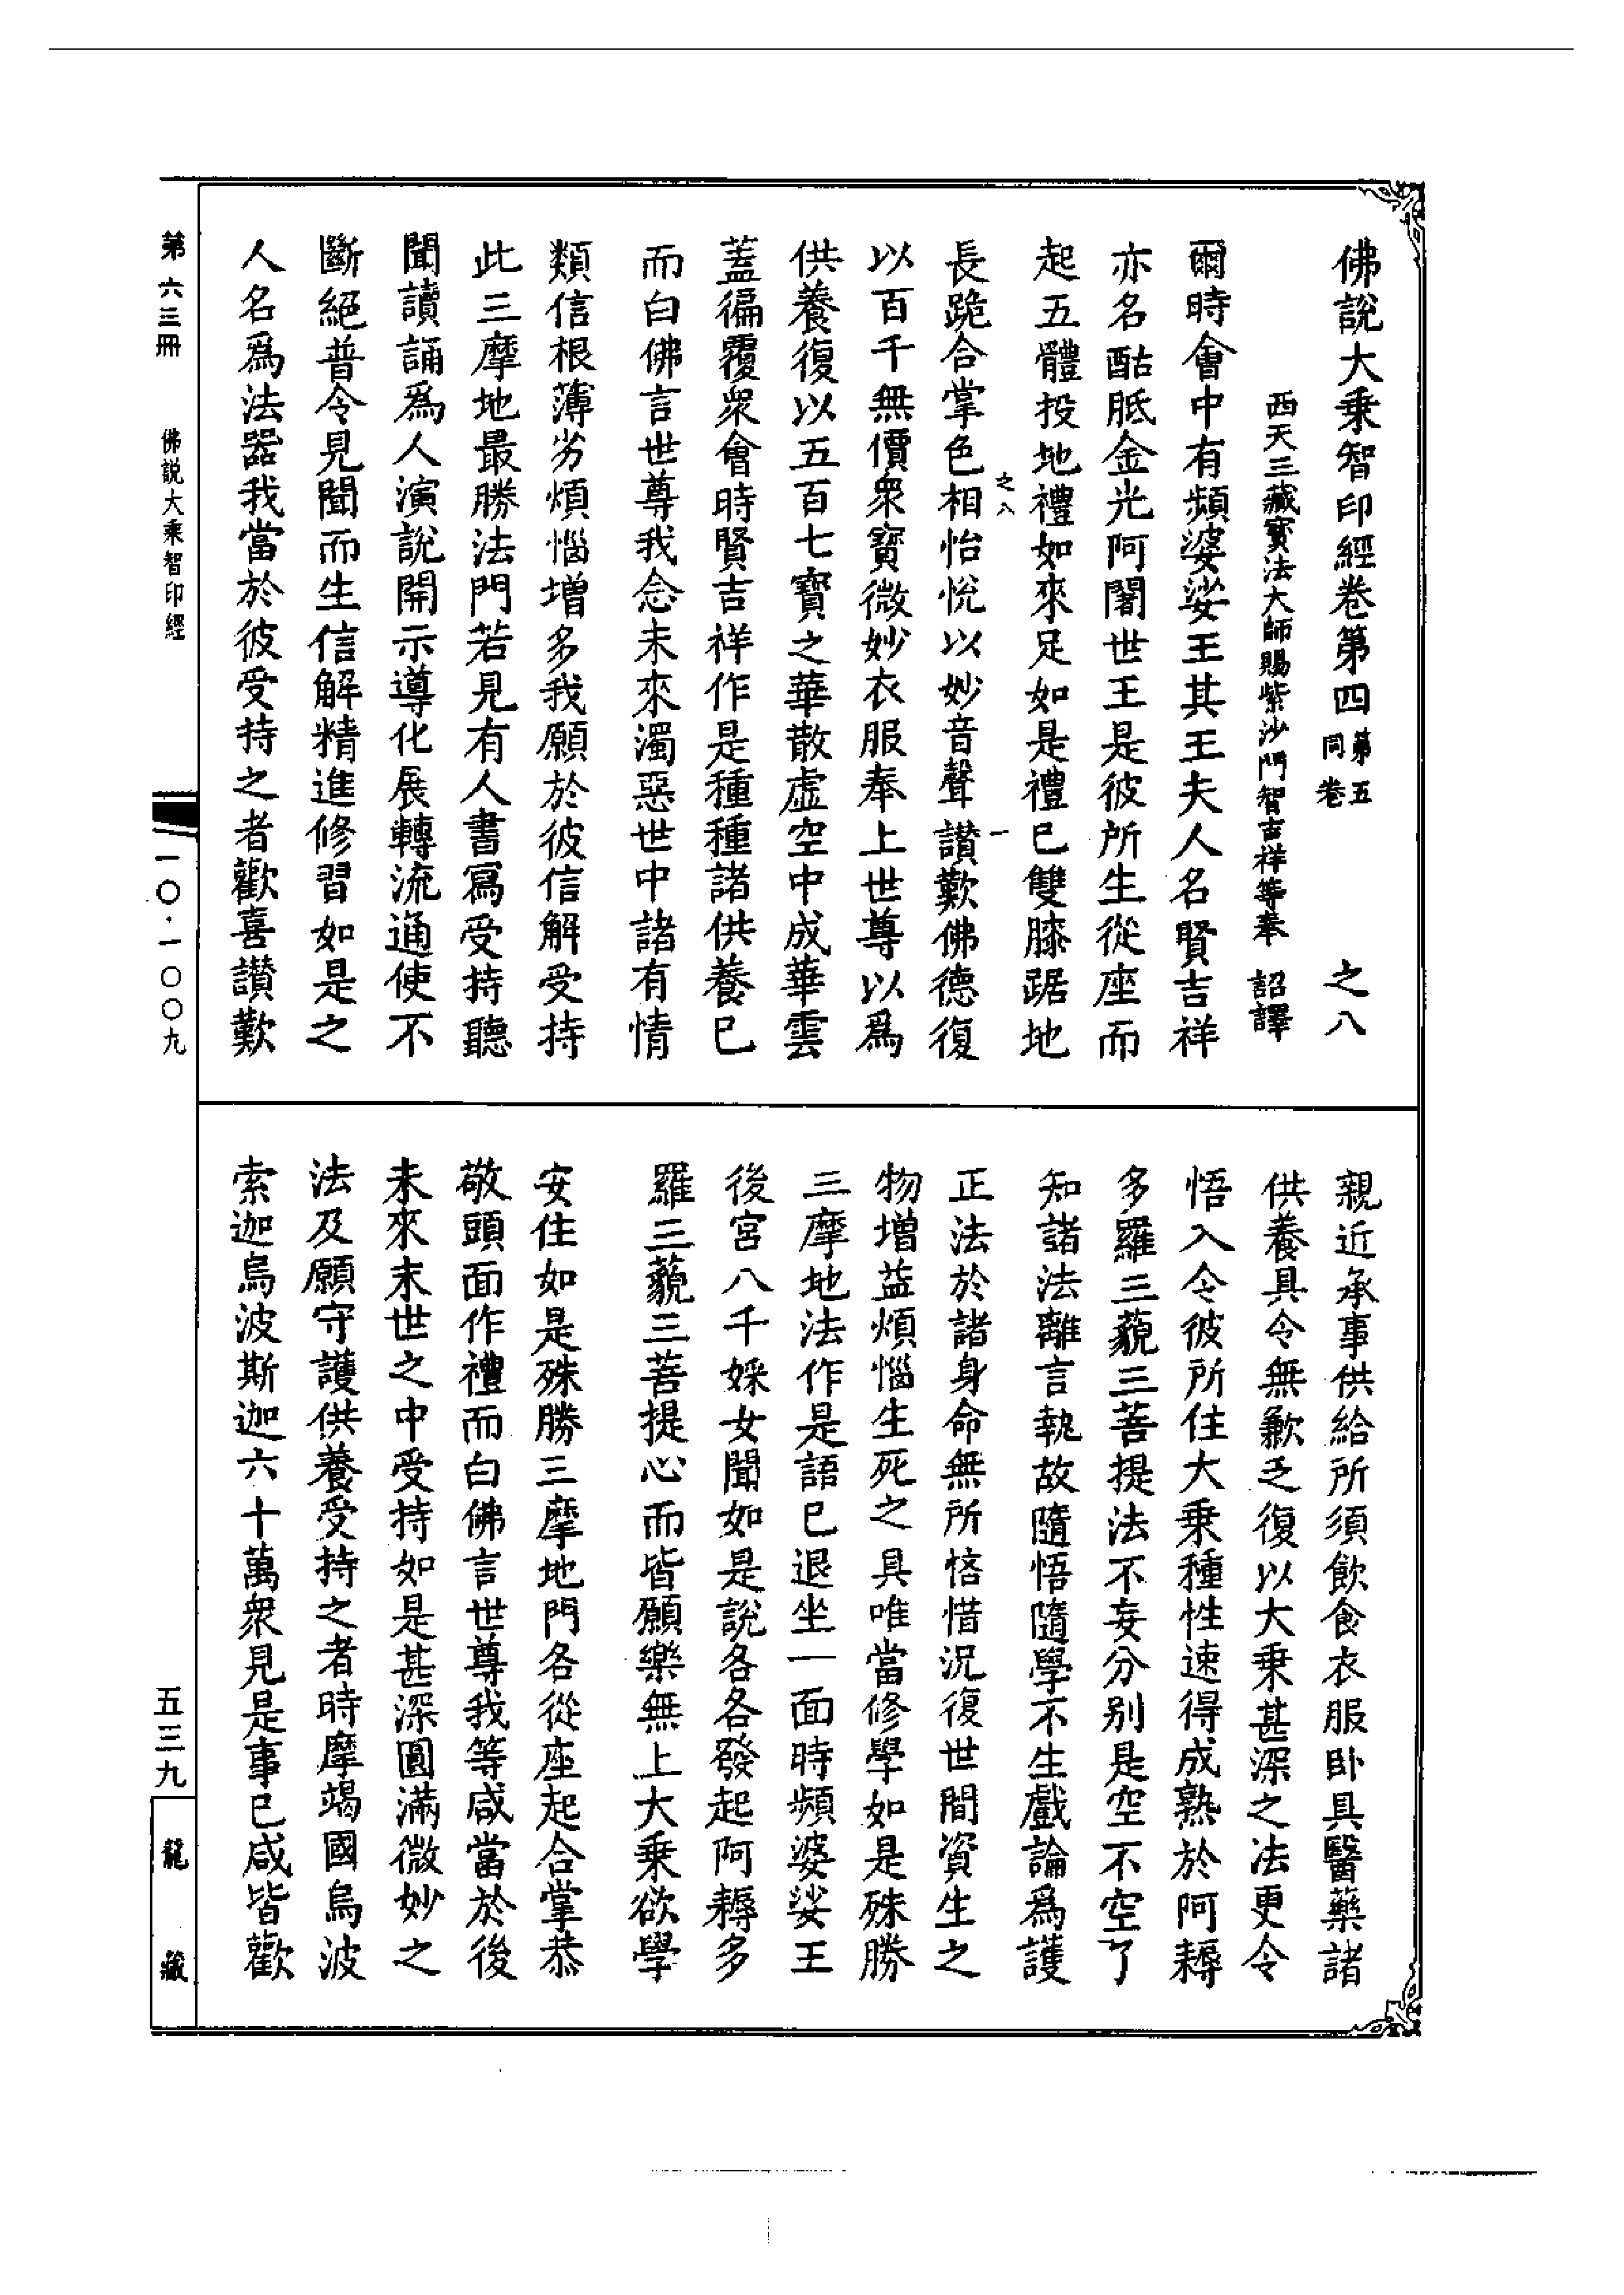 佛說大乘智印經卷第四 第五同卷 之八
西天三藏寶法大師賜紫沙門智吉祥等奉 詔譯
爾時會中有頻婆娑王其王夫人名賢吉祥
亦名酤胝金光阿闍世王是彼所生從座而
起五體投地禮如來足如是禮已雙膝踞地
之八 一
長跪合掌色相怡悅以妙音聲讚歎佛德復
以百千無價衆寶微妙衣服奉上世尊以爲
供養復以五百七寶之華散虛空中成華雲
蓋徧覆衆會時賢吉祥作是種種諸供養已
而白佛言世尊我念未來濁惡世中諸有情
類信根薄劣煩惱增多我願於彼信解受持
此三摩地最勝法門若見有人書寫受持聽
聞讀誦爲人演說開示導化展轉流通使不
斷絕普令見聞而生信解精進修習如是之
人名爲法器我當於彼受持之者歡喜讚歎
親近承事供給所須飲食衣服卧具醫藥諸
供養具令無歉乏復以大乘甚深之法更令
悟入令彼所住大乘種性速得成熟於阿耨
多羅三藐三菩提法不妄分別是空不空了
知諸法離言執故隨悟隨學不生戲論爲護
正法於諸身命無所悋惜況復世間資生之
物增益煩惱生死之具唯當修學如是殊勝
三摩地法作是語已退坐一面時頻婆娑王
後宮八千婇女聞如是說各各發起阿耨多
羅三藐三菩提心而皆願樂無上大乘欲學
安住如是殊勝三摩地門各從座起合掌恭
敬頭面作禮而白佛言世尊我等咸當於後
未來末世之中受持如是甚深圓滿微妙之
法及願守護供養受持之者時摩竭國烏波
索迦烏波斯迦六十萬衆見是事已咸皆歡
第六三冊 佛說大乘智印經 一〇·一〇〇九
五三九 龍藏